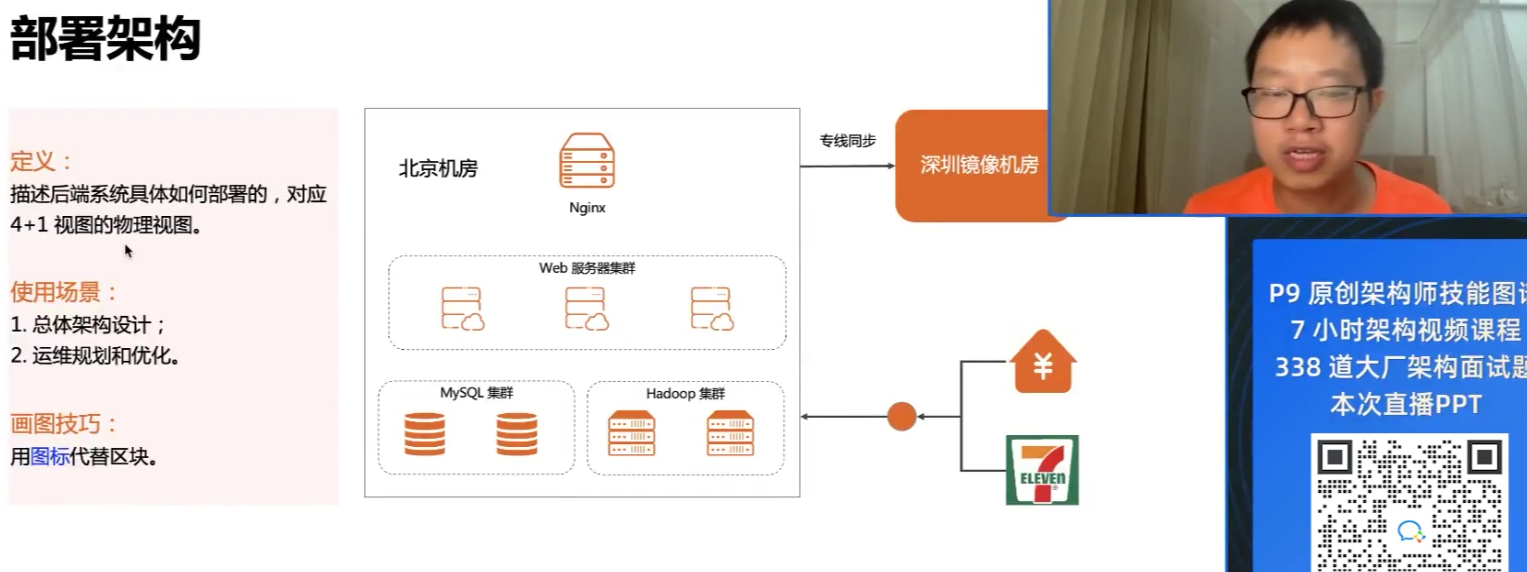 部署架构
定义：
描述后端系统具体如何部署的，对应
4+1 视图的物理视图。
使用场景：
1. 总体架构设计；
2. 运维规划和优化。
画图技巧：
用图标代替区块。
北京机房
Nginx
Web 服务器集群
MySQL 集群
Hadoop 集群
专线同步
深圳镜像机房
¥
7
ELEVEN
P9 原创架构师技能图
7 小时架构视频课程
338 道大厂架构面试题
本次直播PPT